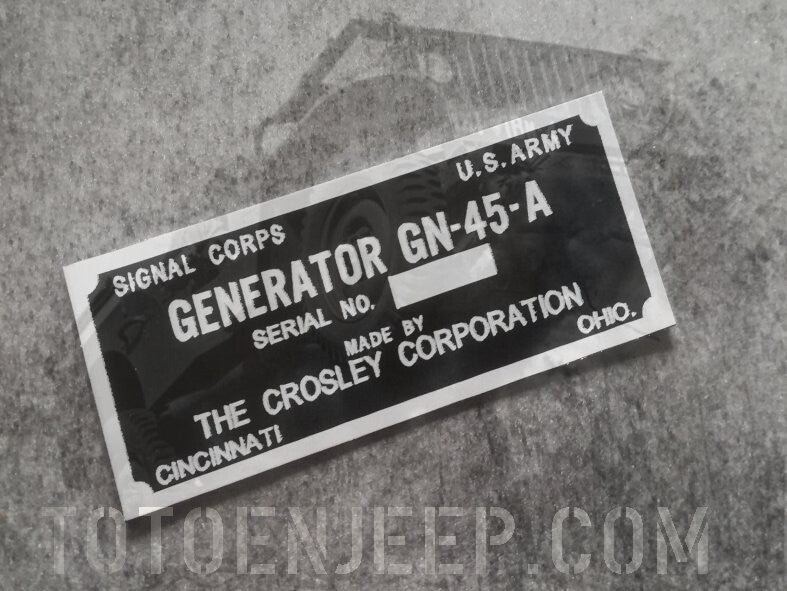 SIGNAL CORPS U.S. ARMY
GENERATOR GN-45-A
SERIAL NO.
MADE BY
THE CROSLEY CORPORATION
CINCINNATI OHIO.
TOTOENJEEP.COM